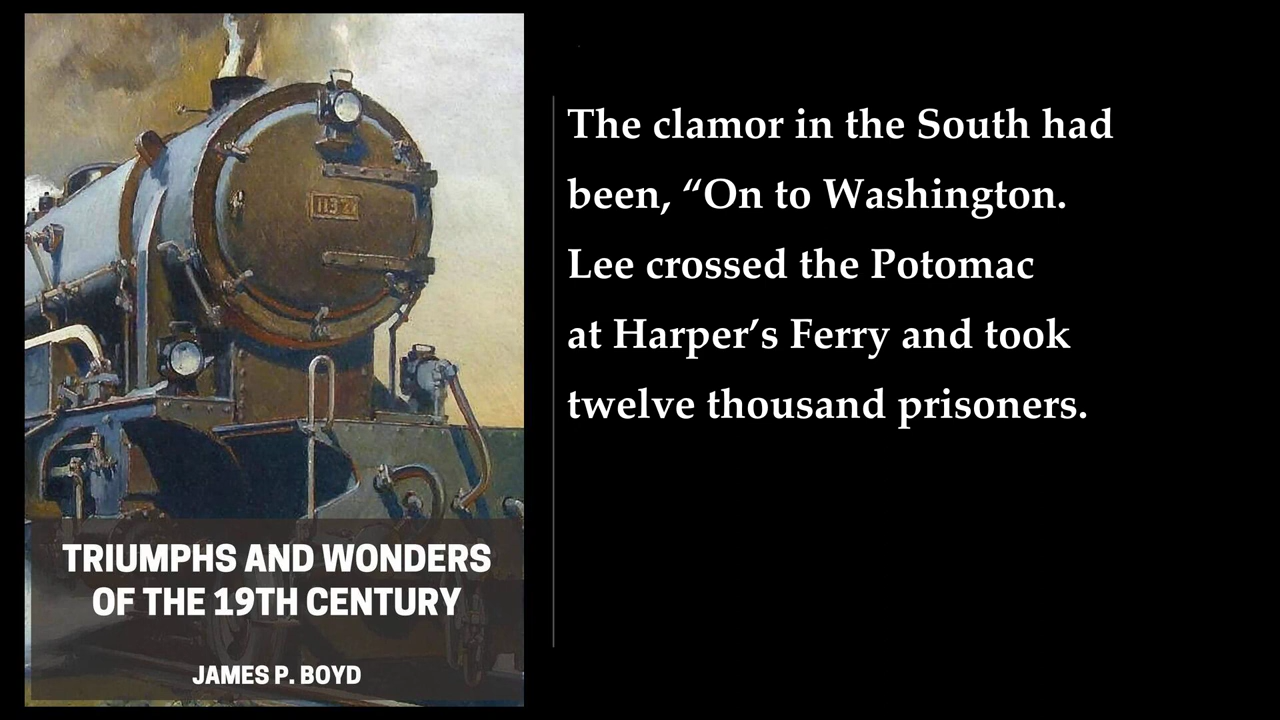 The clamor in the South had
been, “On to Washington.
Lee crossed the Potomac
at Harper’s Ferry and took
twelve thousand prisoners.
TRIUMPHS AND WONDERS
OF THE 19TH CENTURY
JAMES P. BOYD